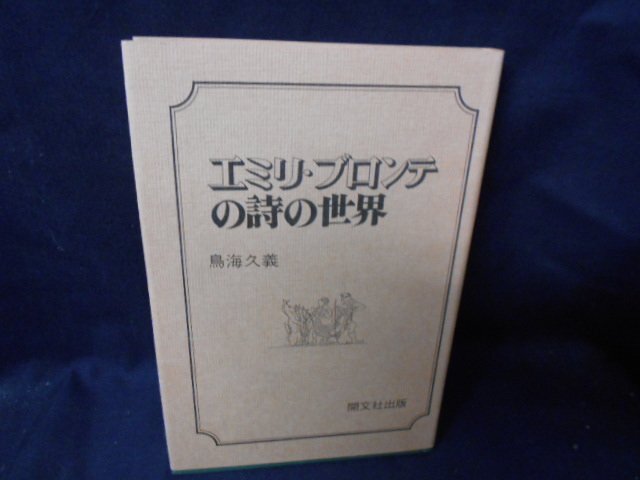 エミリ・ブロンテ
の詩の世界
鳥海久義
開文社出版